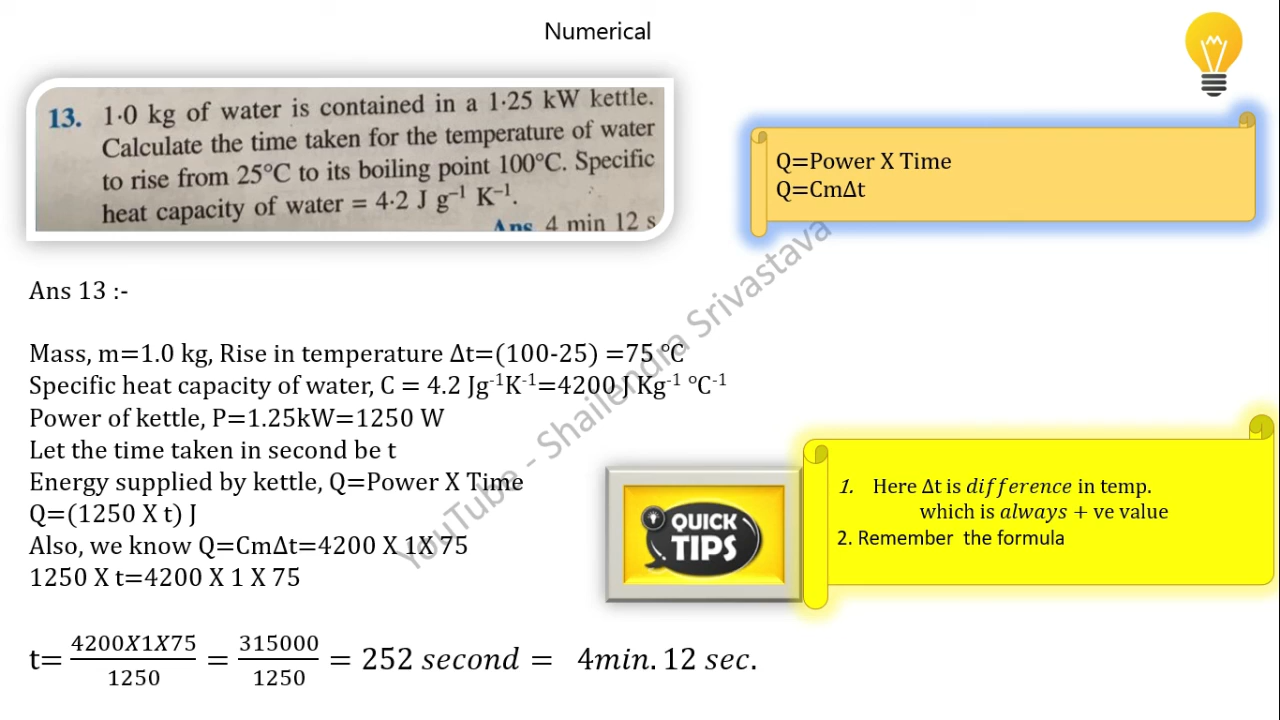 Numerical
13. 1·0 kg of water is contained in a 1·25 kW kettle.
Calculate the time taken for the temperature of water
to rise from 25°C to its boiling point 100°C. Specific
heat capacity of water = 4·2 J g⁻¹ K⁻¹.
Ans. 4 min 12 s
Q=Power X Time
Q=CmΔt
Ans 13 :-
Mass, m=1.0 kg, Rise in temperature Δt=(100-25) =75 °C
Specific heat capacity of water, C = 4.2 Jg⁻¹K⁻¹=4200 J Kg⁻¹ °C⁻¹
Power of kettle, P=1.25kW=1250 W
Let the time taken in second be t
Energy supplied by kettle, Q=Power X Time
Q=(1250 X t) J
Also, we know Q=CmΔt=4200 X 1X 75
1250 X t=4200 X 1 X 75
t= 4200X1X75/1250 = 315000/1250 = 252 second = 4min. 12 sec.
QUICK
TIPS
1. Here Δt is difference in temp.
which is always + ve value
2. Remember the formula
YouTube - Shailendra Srivastava